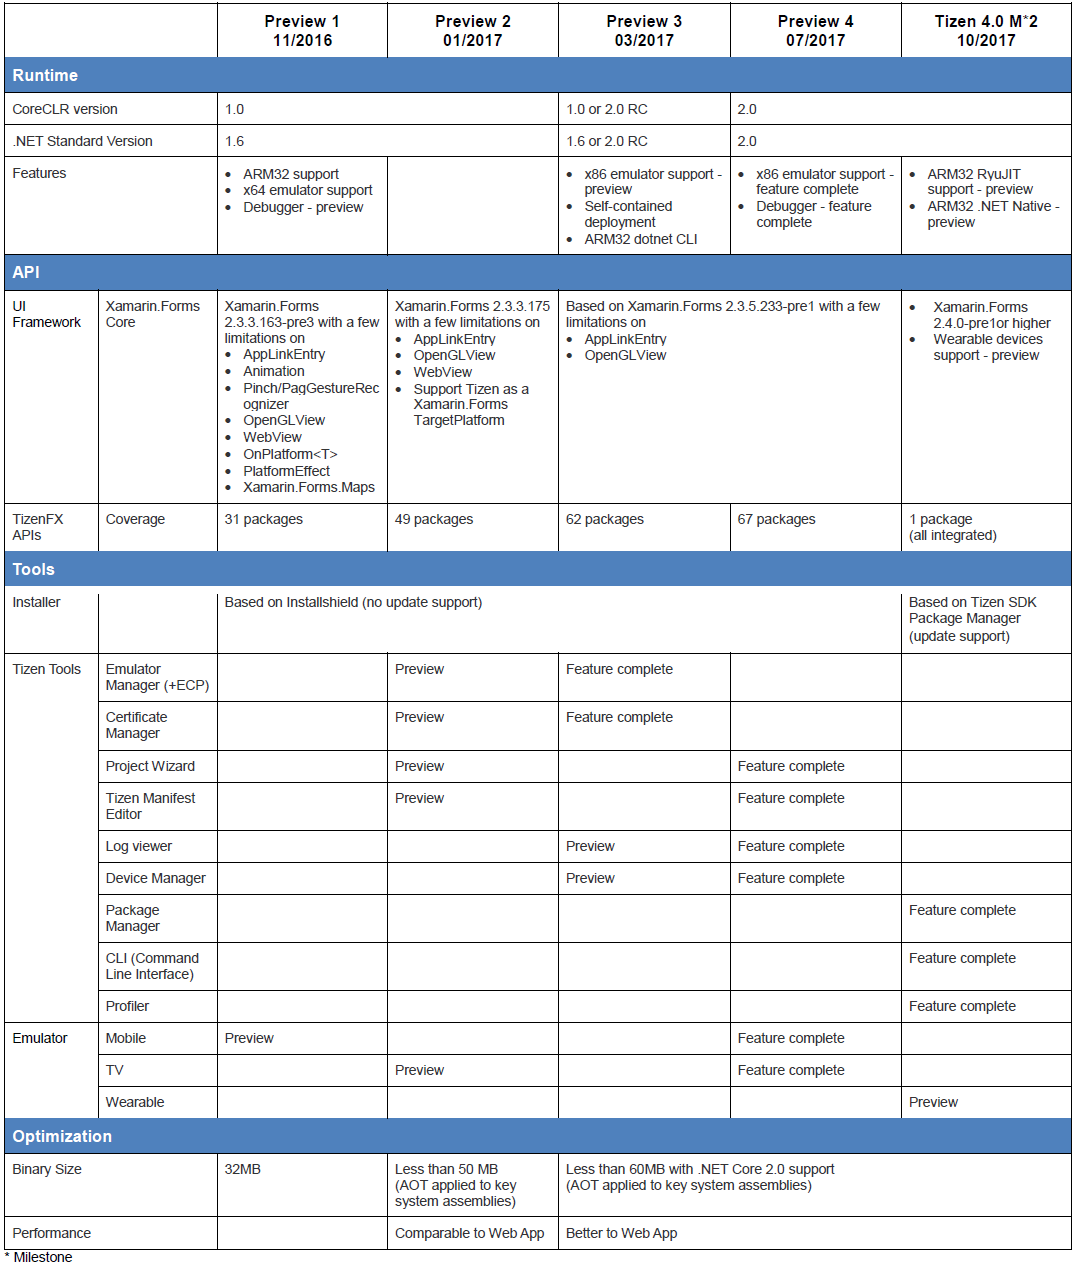 Preview 1
11/2016
Preview 2
01/2017
Preview 3
03/2017
Preview 4
07/2017
Tizen 4.0 M*2
10/2017
Runtime
CoreCLR version
1.0
1.0 or 2.0 RC
2.0
.NET Standard Version
1.6
1.6 or 2.0 RC
2.0
Features
• ARM32 support
• x64 emulator support
• Debugger - preview
• x86 emulator support -
preview
• Self-contained
deployment
• ARM32 dotnet CLI
• x86 emulator support -
feature complete
• Debugger - feature
complete
• ARM32 RyuJIT
support - preview
• ARM32 .NET Native -
preview
API
UI
Framework
Xamarin.Forms
Core
Xamarin.Forms
2.3.3.163-pre3 with a few
limitations on
• AppLinkEntry
• Animation
• Pinch/PagGestureRec
ognizer
• OpenGLView
• WebView
• OnPlatform<T>
• PlatformEffect
• Xamarin.Forms.Maps
Xamarin.Forms 2.3.3.175
with a few limitations on
• AppLinkEntry
• OpenGLView
• WebView
• Support Tizen as a
Xamarin.Forms
TargetPlatform
Based on Xamarin.Forms 2.3.5.233-pre1 with a few
limitations on
• AppLinkEntry
• OpenGLView
• Xamarin.Forms
2.4.0-pre1or higher
• Wearable devices
support - preview
TizenFX
APIs
Coverage
31 packages
49 packages
62 packages
67 packages
1 package
(all integrated)
Tools
Installer
Based on Installshield (no update support)
Based on Tizen SDK
Package Manager
(update support)
Tizen Tools
Emulator
Manager (+ECP)
Preview
Feature complete
Certificate
Manager
Preview
Feature complete
Project Wizard
Preview
Feature complete
Tizen Manifest
Editor
Preview
Feature complete
Log viewer
Preview
Feature complete
Device Manager
Preview
Feature complete
Package
Manager
Feature complete
CLI (Command
Line Interface)
Feature complete
Profiler
Feature complete
Emulator
Mobile
Preview
Feature complete
TV
Preview
Feature complete
Wearable
Preview
Optimization
Binary Size
32MB
Less than 50 MB
(AOT applied to key
system assemblies)
Less than 60MB with .NET Core 2.0 support
(AOT applied to key system assemblies)
Performance
Comparable to Web App
Better to Web App
* Milestone